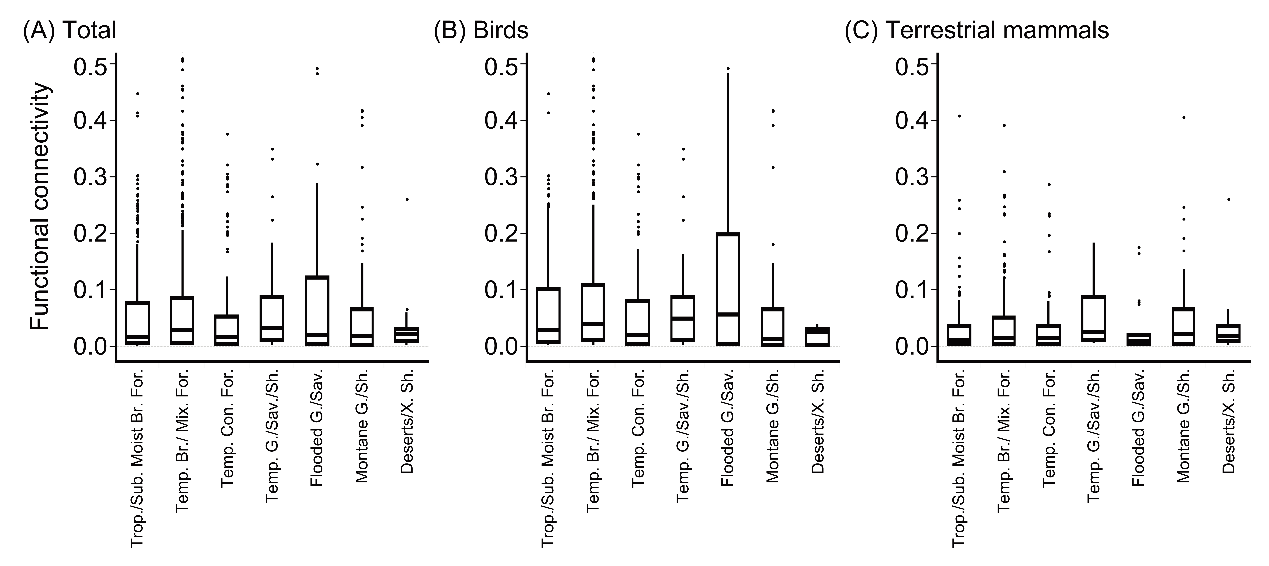 (A) Total
Functional connectivity
0.5
0.4
0.3
0.2
0.1
0.0
Trop./Sub. Moist Br. For.
Temp. Br./ Mix. For.
Temp. Con. For.
Temp. G./Sav./Sh.
Flooded G./Sav.
Montane G./Sh.
Deserts/X. Sh.
(B) Birds
0.5
0.4
0.3
0.2
0.1
0.0
Trop./Sub. Moist Br. For.
Temp. Br./ Mix. For.
Temp. Con. For.
Temp. G./Sav./Sh.
Flooded G./Sav.
Montane G./Sh.
Deserts/X. Sh.
(C) Terrestrial mammals
0.5
0.4
0.3
0.2
0.1
0.0
Trop./Sub. Moist Br. For.
Temp. Br./ Mix. For.
Temp. Con. For.
Temp. G./Sav./Sh.
Flooded G./Sav.
Montane G./Sh.
Deserts/X. Sh.